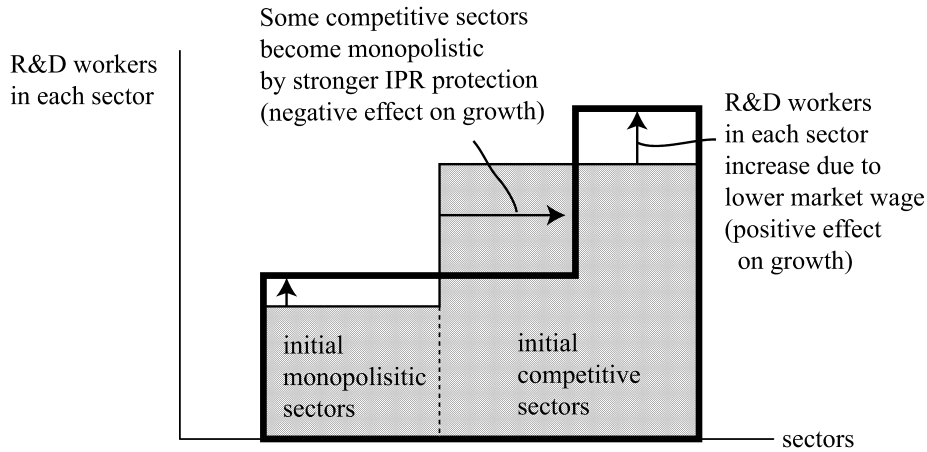 Some competitive sectors
become monopolistic
by stronger IPR protection
(negative effect on growth)
R&D workers
in each sector
R&D workers
in each sector
increase due to
lower market wage
(positive effect
on growth)
initial
monopolisitic
sectors
initial
competitive
sectors
sectors